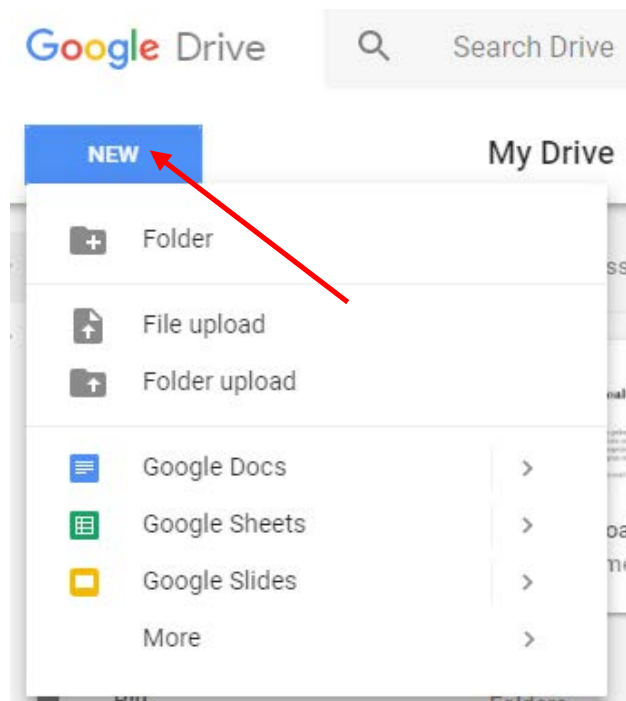 Google Drive
Search Drive
NEW
My Drive
Folder
File upload
Folder upload
Google Docs
Google Sheets
Google Slides
More